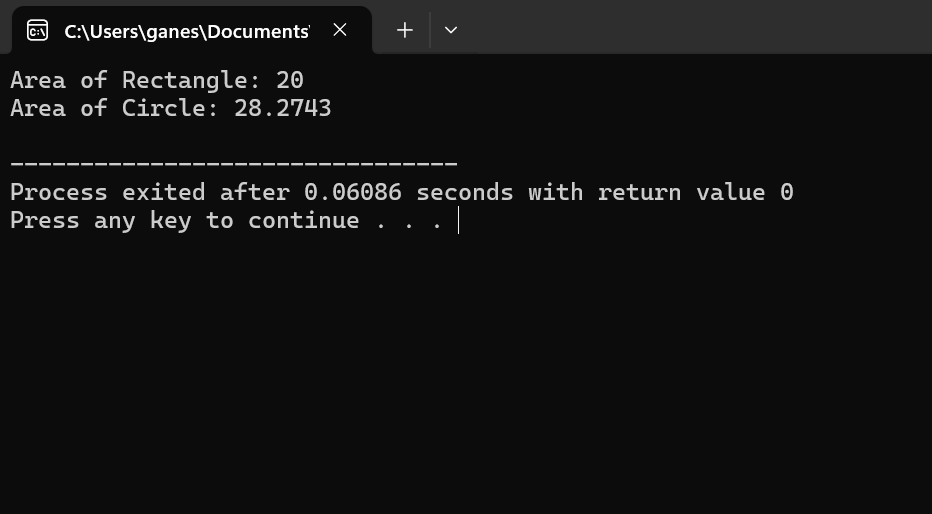 C:\Users\ganes\Documents\
Area of Rectangle: 20
Area of Circle: 28.2743
--------------------------------
Process exited after 0.06086 seconds with return value 0
Press any key to continue . . .